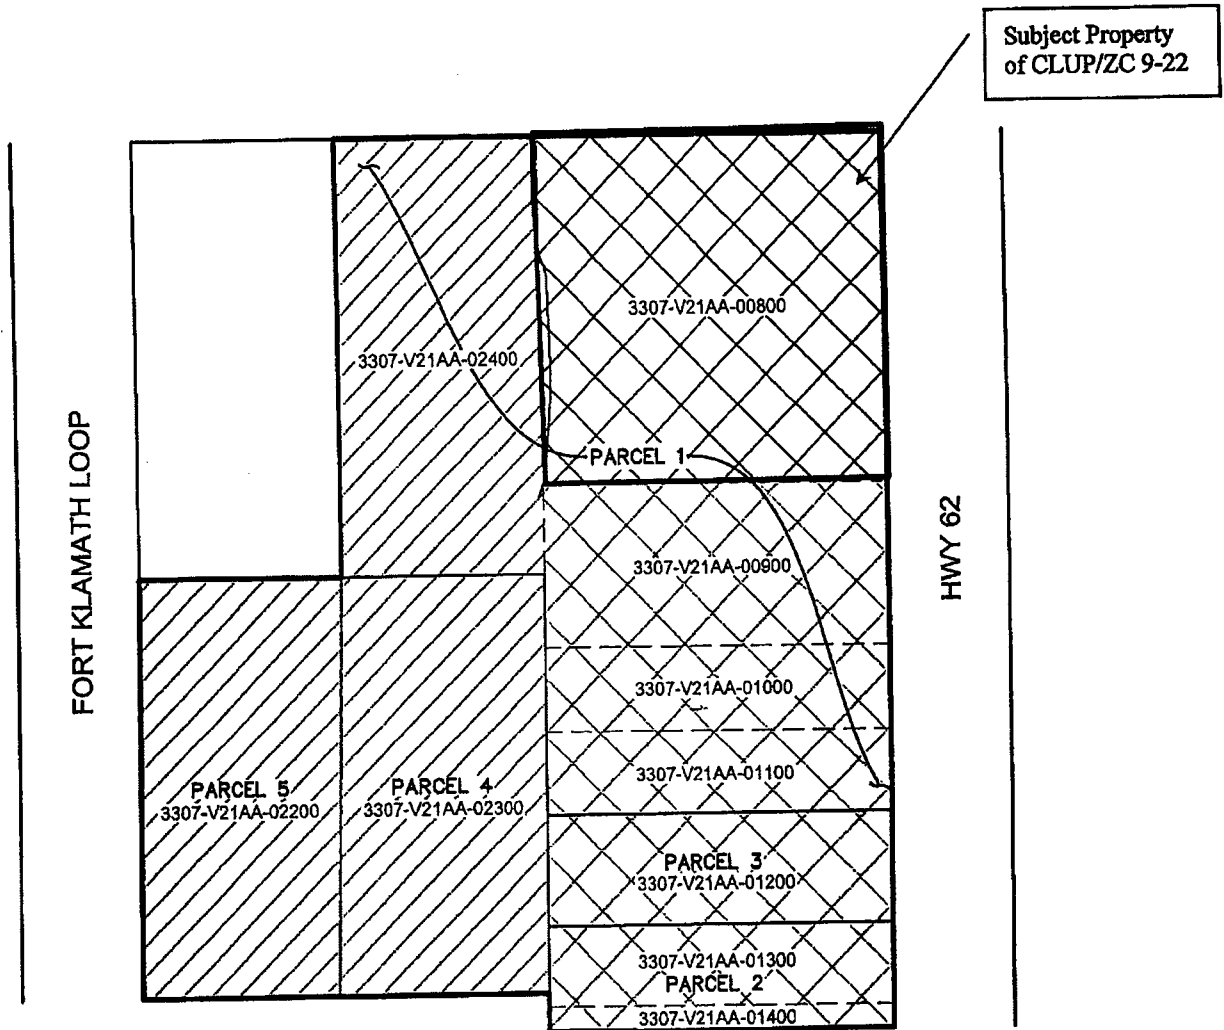 Subject Property
of CLUP/ZC 9-22
3307-V21AA-00800
3307-V21AA-02400
PARCEL 1
FORT KLAMATH LOOP
HWY 62
3307-V21AA-00900
3307-V21AA-01000
3307-V21AA-01100
PARCEL 5
3307-V21AA-02200
PARCEL 4
3307-V21AA-02300
PARCEL 3
3307-V21AA-01200
3307-V21AA-01300
PARCEL 2
3307-V21AA-01400